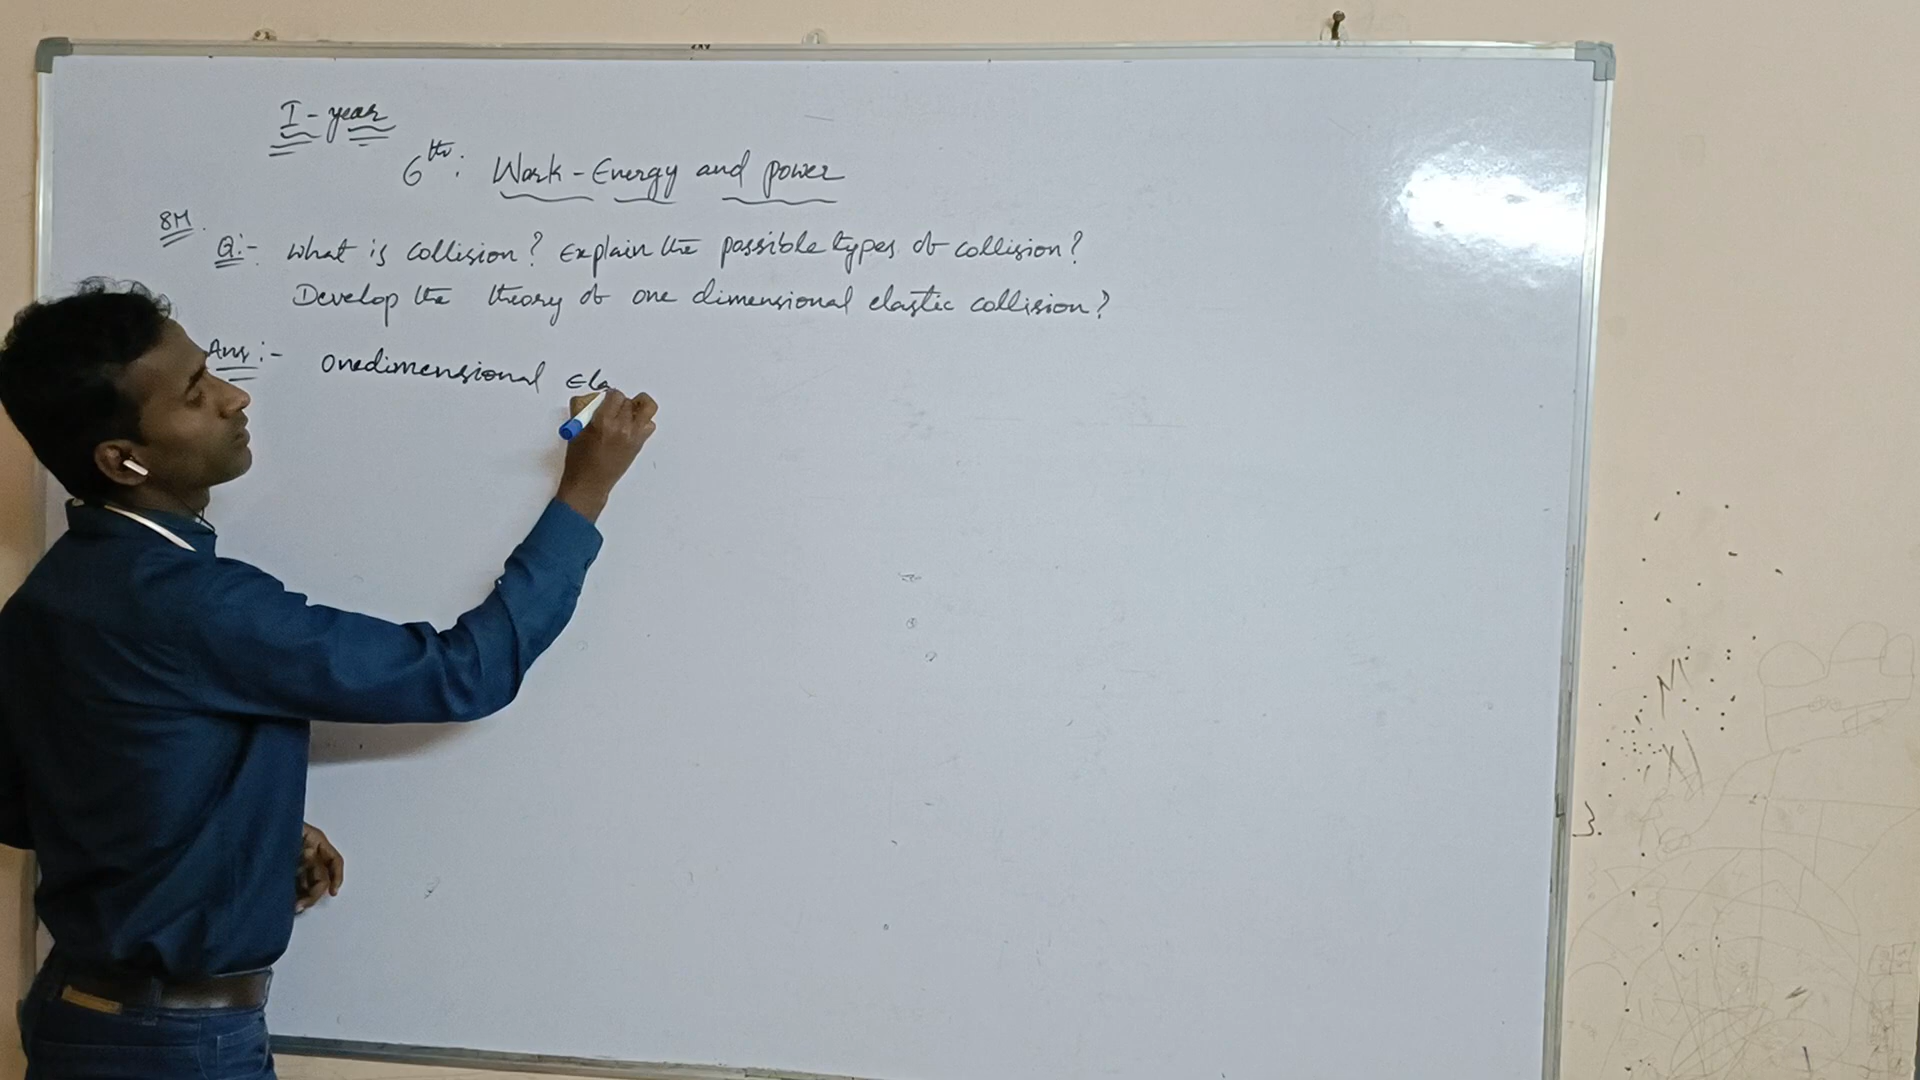 I - year
6th: Work - Energy and power
8M.
Q:- What is collision? Explain the possible types of collision?
Develop the theory of one dimensional elastic collision?
Ans:- Onedimensional Ela